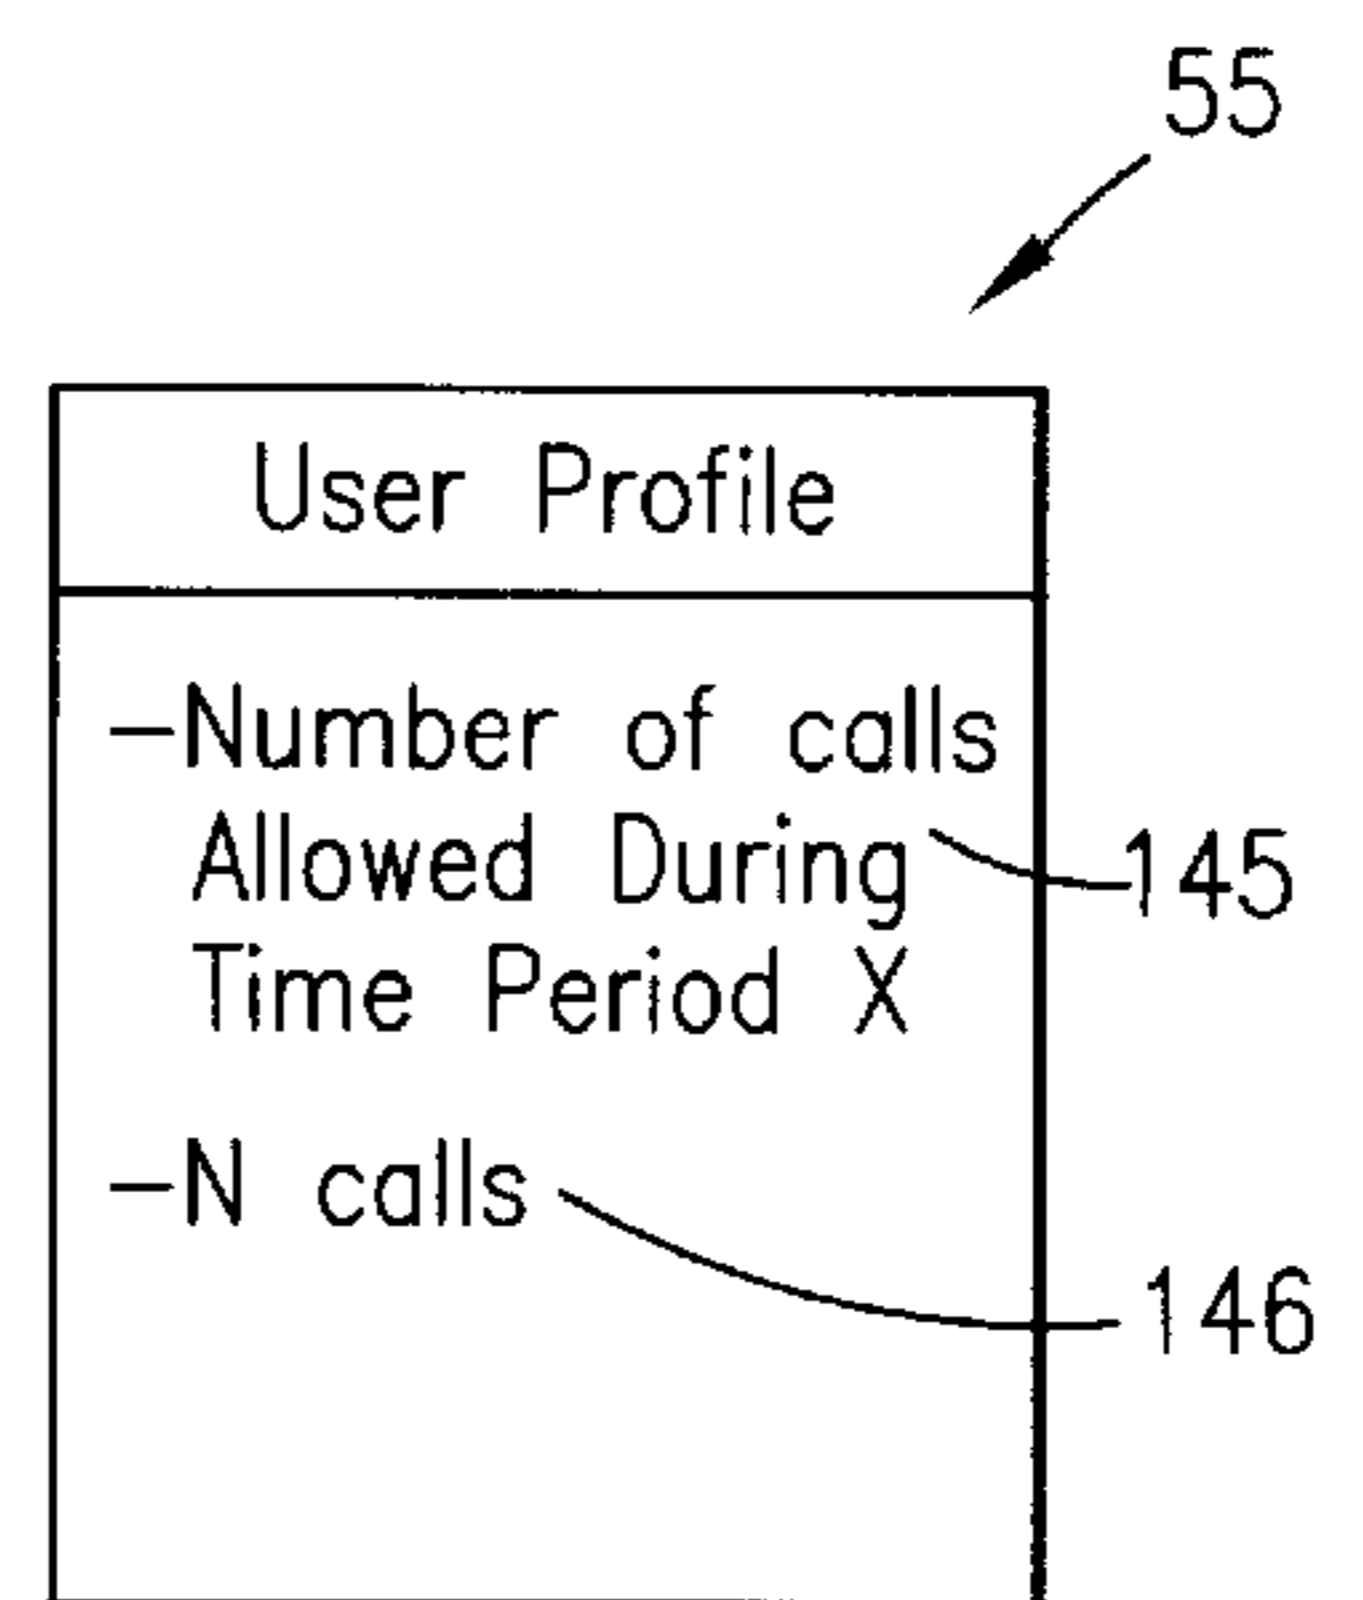 55
User Profile
-Number of calls
Allowed During
145
Time Period X
-N calls
146